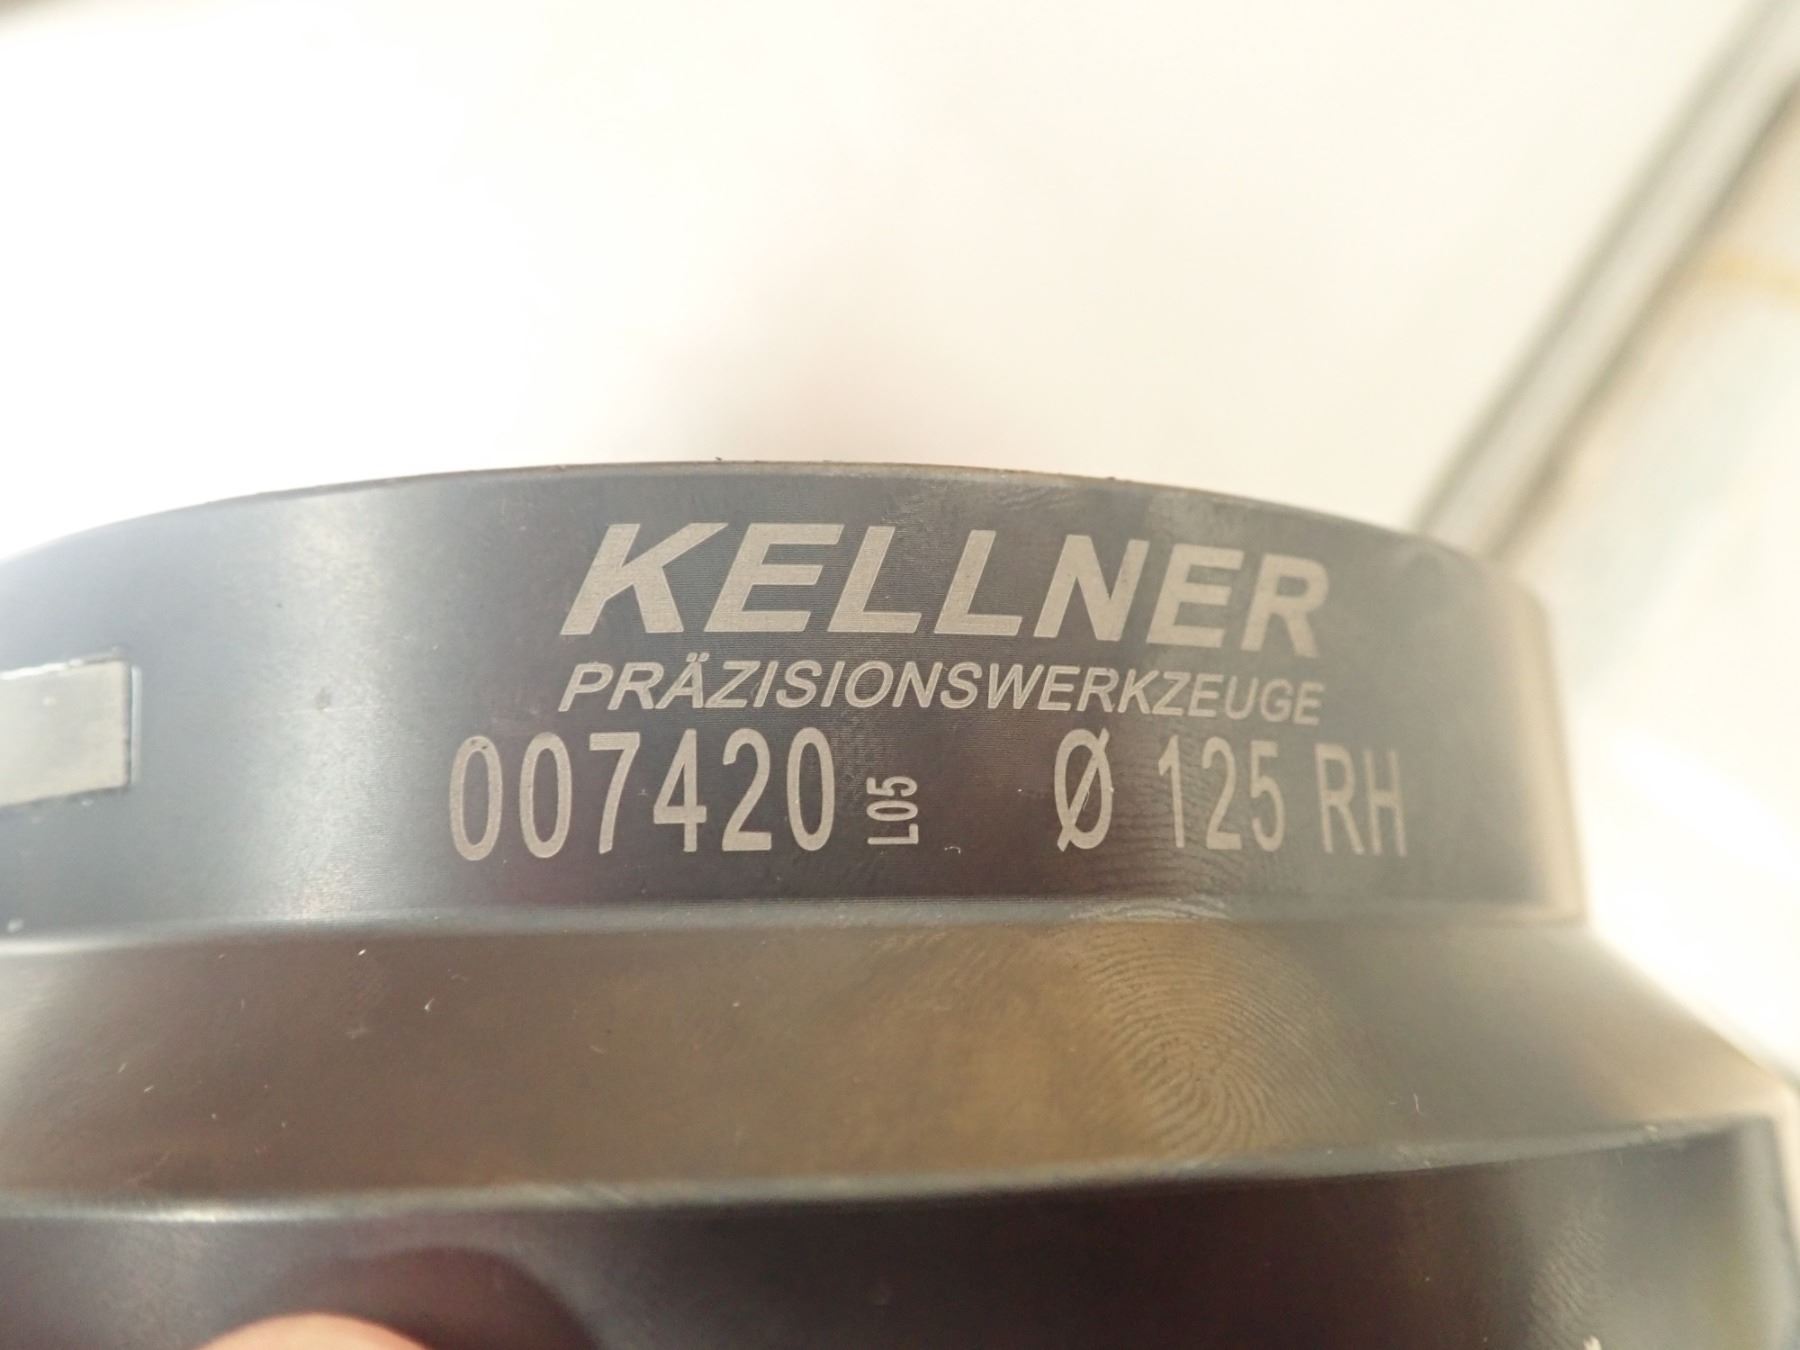 KELLNER
PRÄZISIONSWERKZEUGE
007420 L05 Ø 125 RH